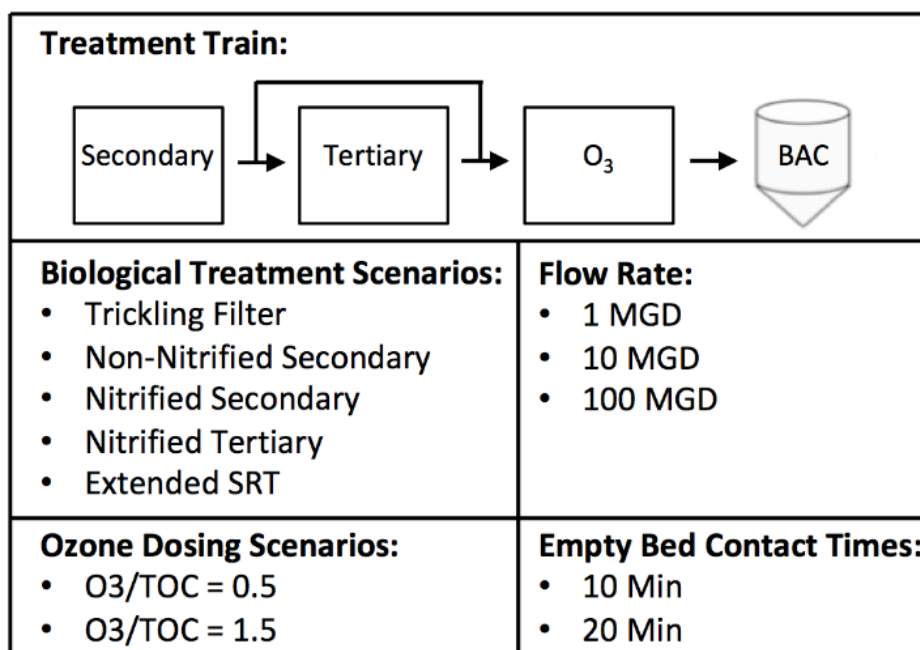 Treatment Train:
Secondary
Tertiary
O₃
BAC
Biological Treatment Scenarios:
• Trickling Filter
• Non-Nitrified Secondary
• Nitrified Secondary
• Nitrified Tertiary
• Extended SRT
Flow Rate:
• 1 MGD
• 10 MGD
• 100 MGD
Ozone Dosing Scenarios:
• O3/TOC = 0.5
• O3/TOC = 1.5
Empty Bed Contact Times:
• 10 Min
• 20 Min